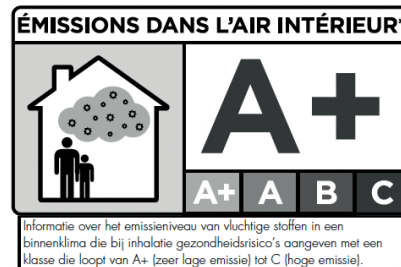 ÉMISSIONS DANS L'AIR INTÉRIEUR*
A+
A+ A B C
Informatie over het emissieniveau van vluchtige stoffen in een
binnenklima die bij inhalatie gezondheidsrisico's aangeven met een
klasse die loopt van A+ (zeer lage emissie) tot C (hoge emissie).